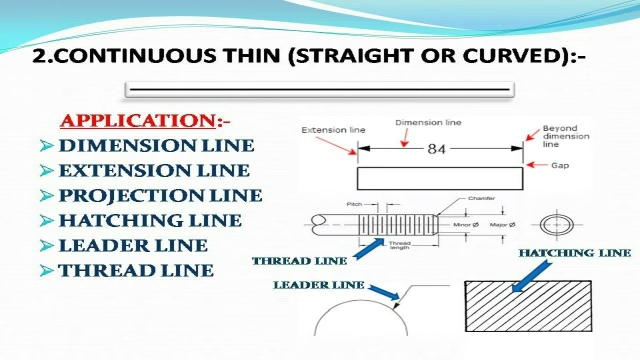 2.CONTINUOUS THIN (STRAIGHT OR CURVED):-
APPLICATION:-
DIMENSION LINE
EXTENSION LINE
PROJECTION LINE
HATCHING LINE
LEADER LINE
THREAD LINE
Extension line
Dimension line
Beyond
dimension
line
84
Gap
Pitch
Chamfer
Minor Ø
Major Ø
Thread
length
THREAD LINE
HATCHING LINE
LEADER LINE